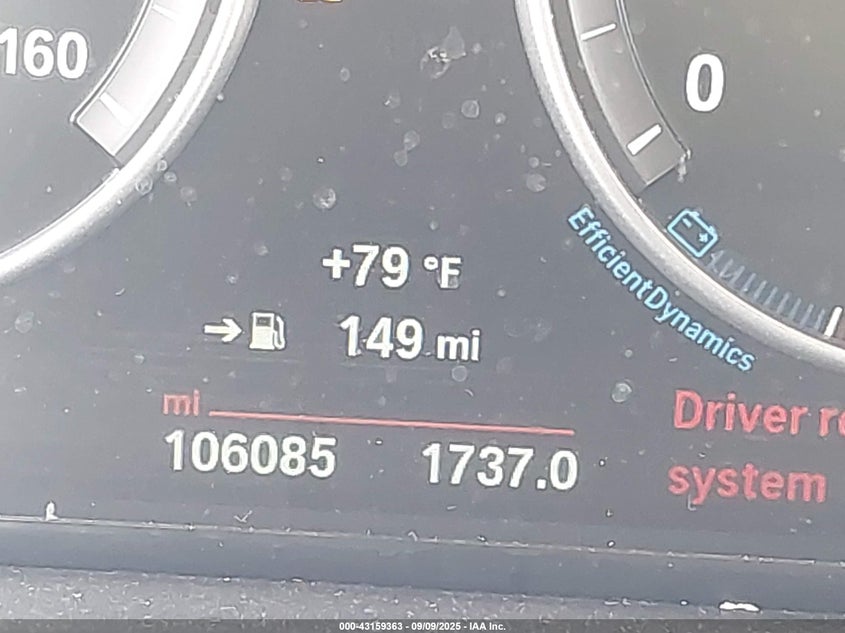 160
0
+79 °F
149 mi
EfficientDynamics
mi
106085 1737.0
Driver
system
000-43159363 - 09/09/2025 - IAA Inc.